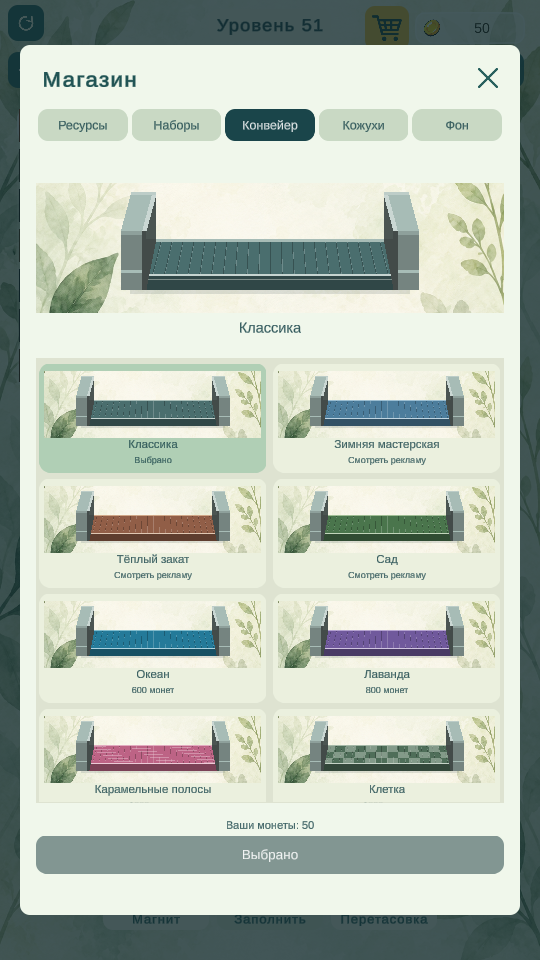 Уровень 51
50
Магазин
Ресурсы
Наборы
Конвейер
Кожухи
Фон
Классика
Классика
Выбрано
Зимняя мастерская
Смотреть рекламу
Тёплый закат
Смотреть рекламу
Сад
Смотреть рекламу
Океан
600 монет
Лаванда
800 монет
Карамельные полосы
Клетка
Ваши монеты: 50
Выбрано
Магнит
Заполнить
Перетасовка